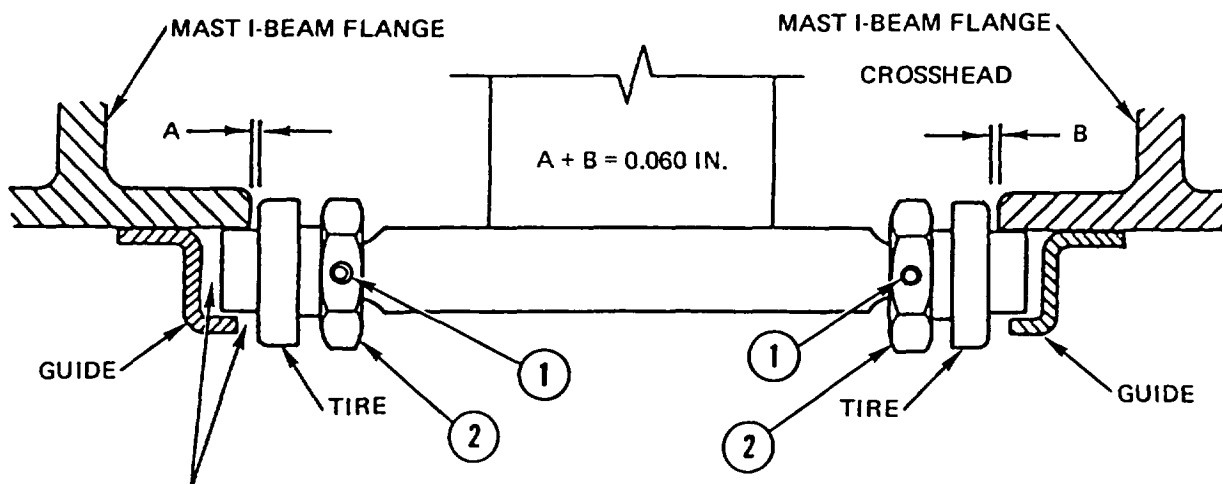 MAST I-BEAM FLANGE
MAST I-BEAM FLANGE
CROSSHEAD
A
B
A + B = 0.060 IN.
GUIDE
TIRE
1
2
1
2
TIRE
GUIDE